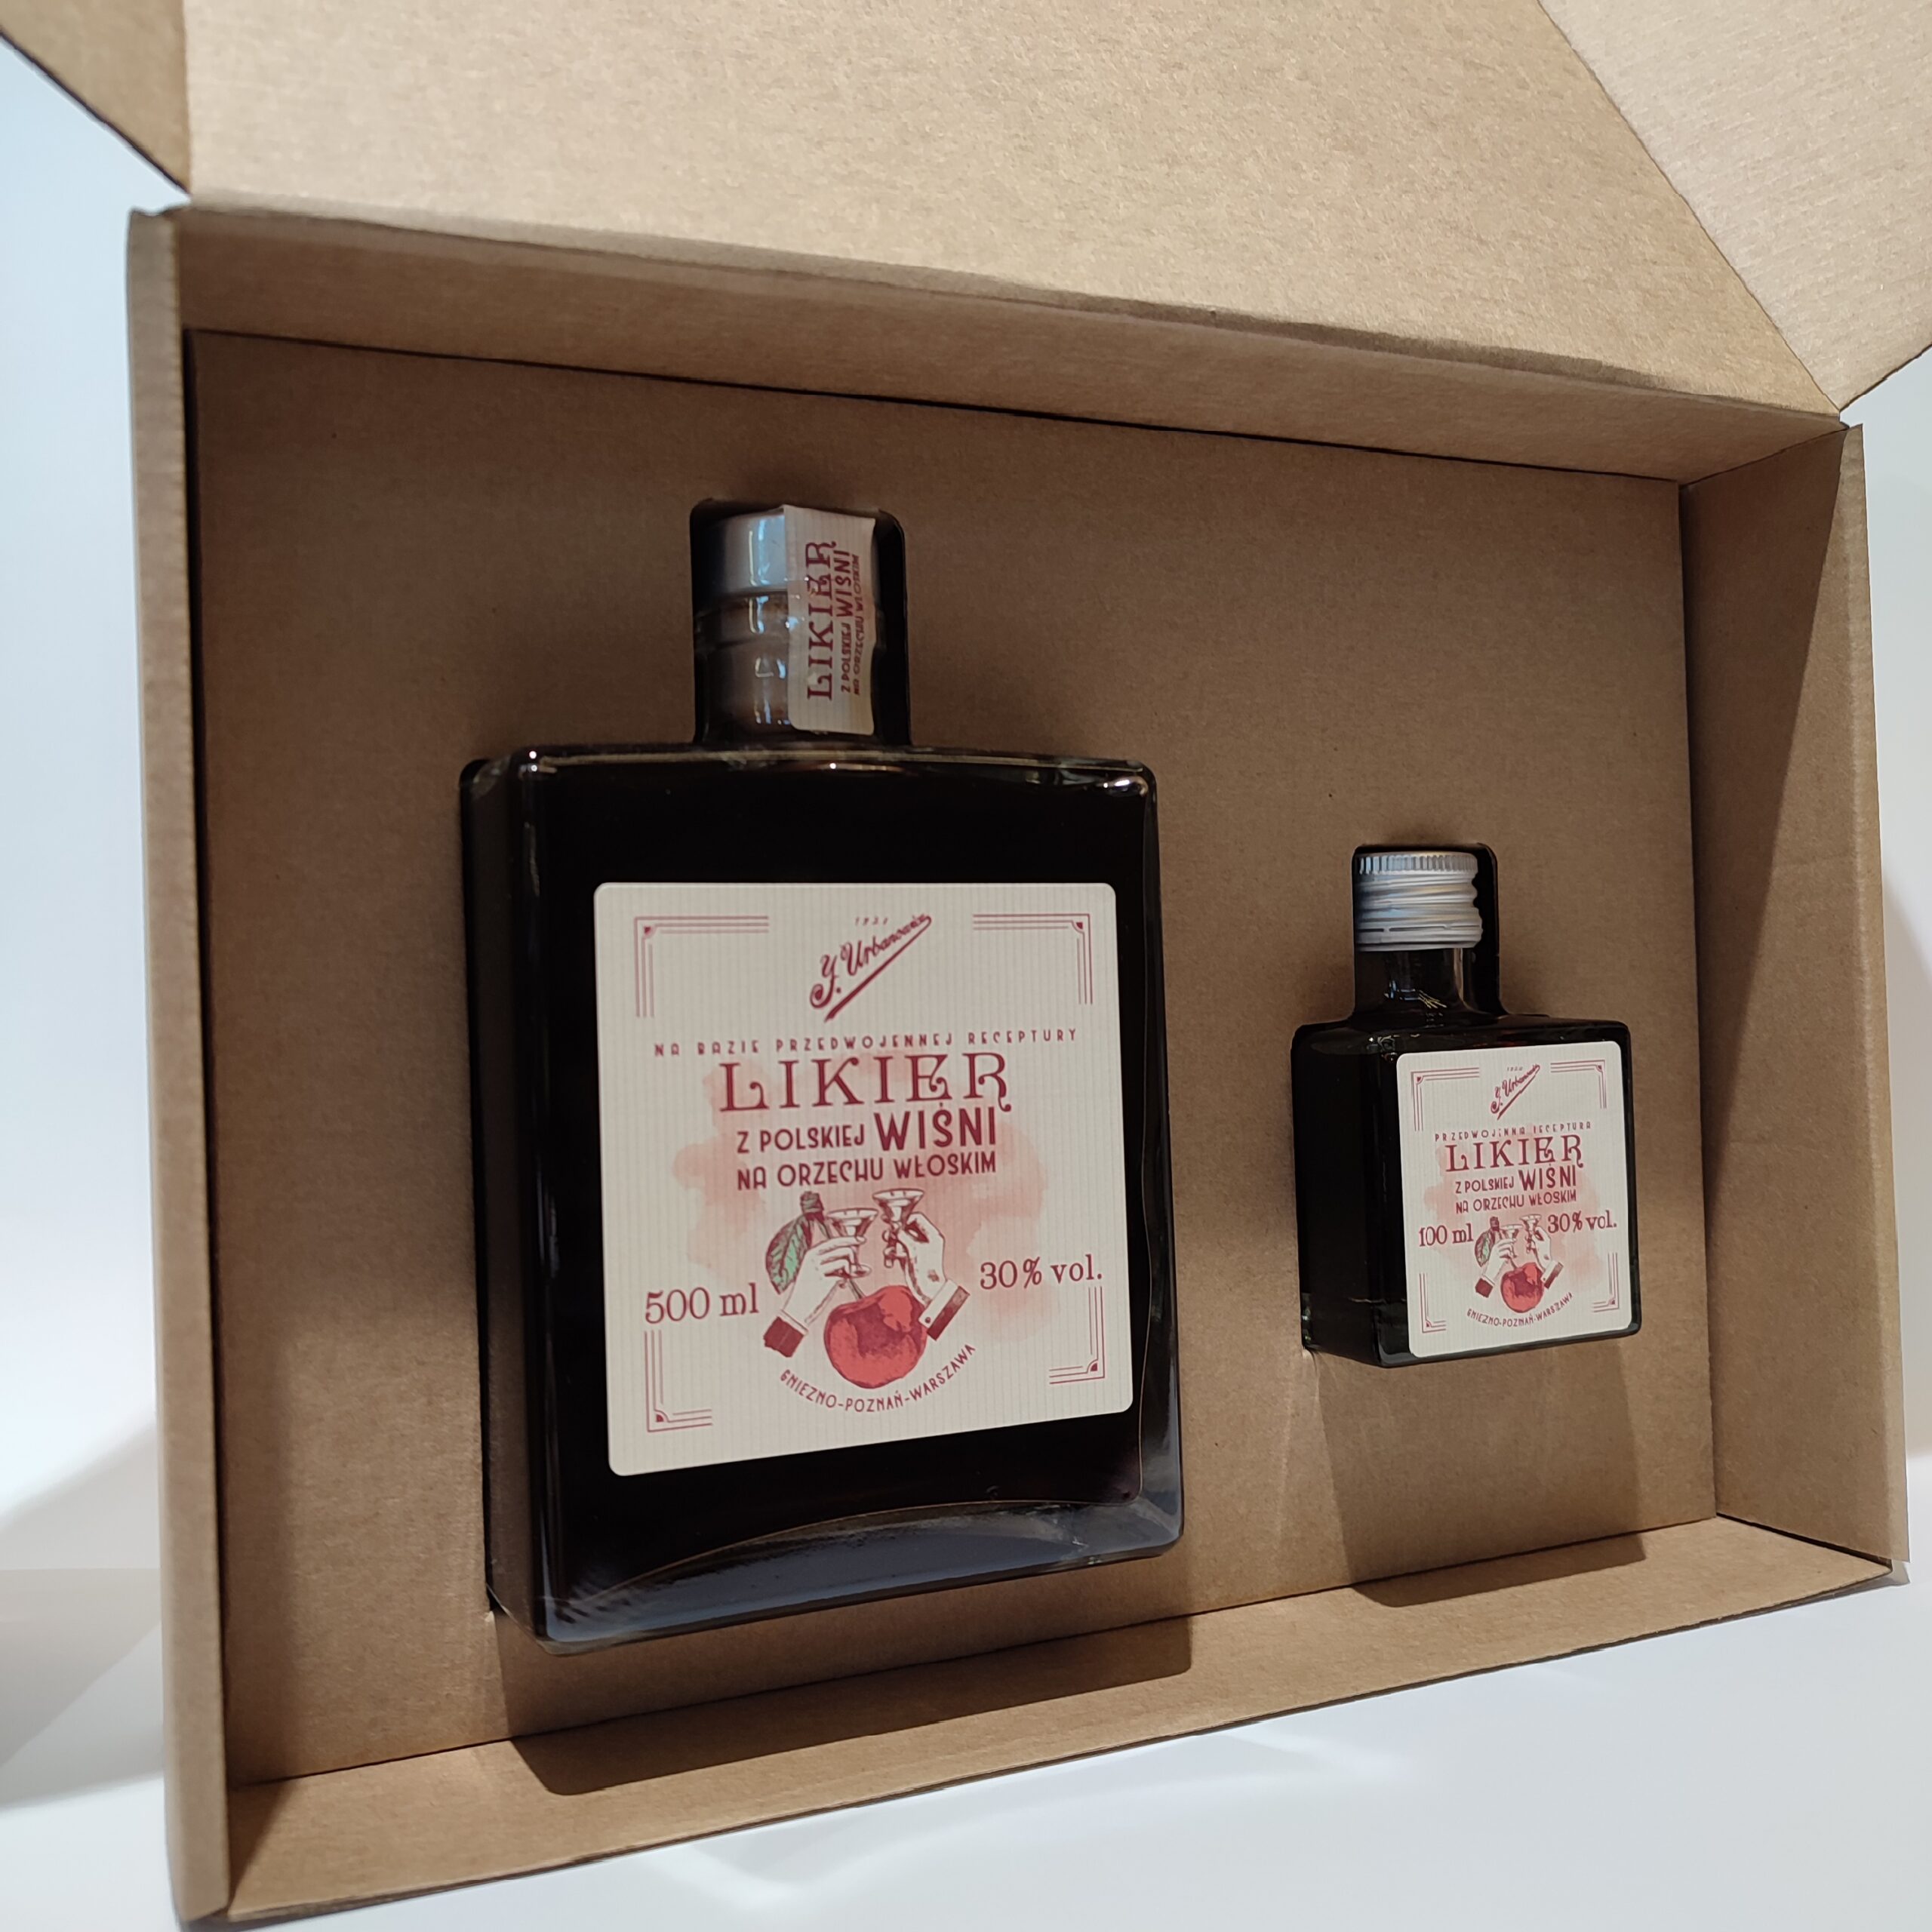 LIKIER
Z POLSKIEJ WIŚNI
NA ORZECHU WŁOSKIM
Y. Urbanowski
NA BAZIE PRZEDWOJENNEJ RECEPTURY
LIKIER
Z POLSKIEJ WIŚNI
NA ORZECHU WŁOSKIM
500 ml
30% vol.
GNIEZNO-POZNAŃ-WARSZAWA
PRZEDWOJENNA RECEPTURA
LIKIER
Z POLSKIEJ WIŚNI
NA ORZECHU WŁOSKIM
100 ml
30% vol.
GNIEZNO-POZNAŃ-WARSZAWA